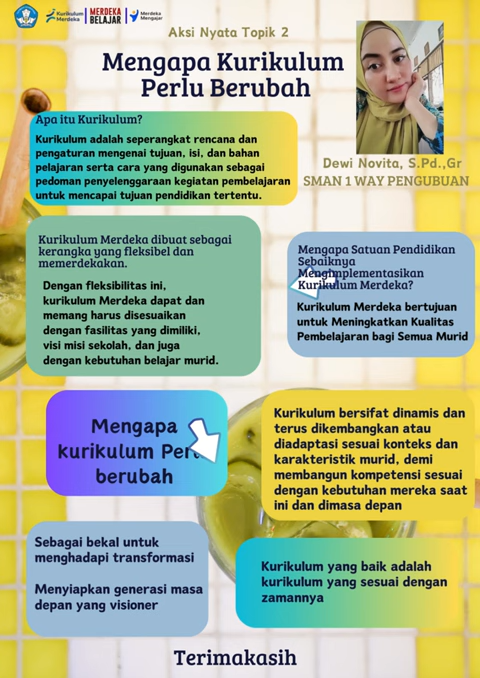 Kurikulum
Merdeka
MERDEKA
BELAJAR
Merdeka
Mengajar
Aksi Nyata Topik 2
Mengapa Kurikulum
Perlu Berubah
Dewi Novita, S.Pd.,Gr
SMAN 1 WAY PENGUBUAN
Apa itu Kurikulum?
Kurikulum adalah seperangkat rencana dan
pengaturan mengenai tujuan, isi, dan bahan
pelajaran serta cara yang digunakan sebagai
pedoman penyelenggaraan kegiatan pembelajaran
untuk mencapai tujuan pendidikan tertentu.
Kurikulum Merdeka dibuat sebagai
kerangka yang fleksibel dan
memerdekakan.
Dengan fleksibilitas ini,
kurikulum Merdeka dapat dan
memang harus disesuaikan
dengan fasilitas yang dimiliki,
visi misi sekolah, dan juga
dengan kebutuhan belajar murid.
Mengapa Satuan Pendidikan
Sebaiknya
Mengimplementasikan
Kurikulum Merdeka?
Kurikulum Merdeka bertujuan
untuk Meningkatkan Kualitas
Pembelajaran bagi Semua Murid
Mengapa
kurikulum Perlu
berubah
Kurikulum bersifat dinamis dan
terus dikembangkan atau
diadaptasi sesuai konteks dan
karakteristik murid, demi
membangun kompetensi sesuai
dengan kebutuhan mereka saat
ini dan dimasa depan
Sebagai bekal untuk
menghadapi transformasi
Menyiapkan generasi masa
depan yang visioner
Kurikulum yang baik adalah
kurikulum yang sesuai dengan
zamannya
Terimakasih